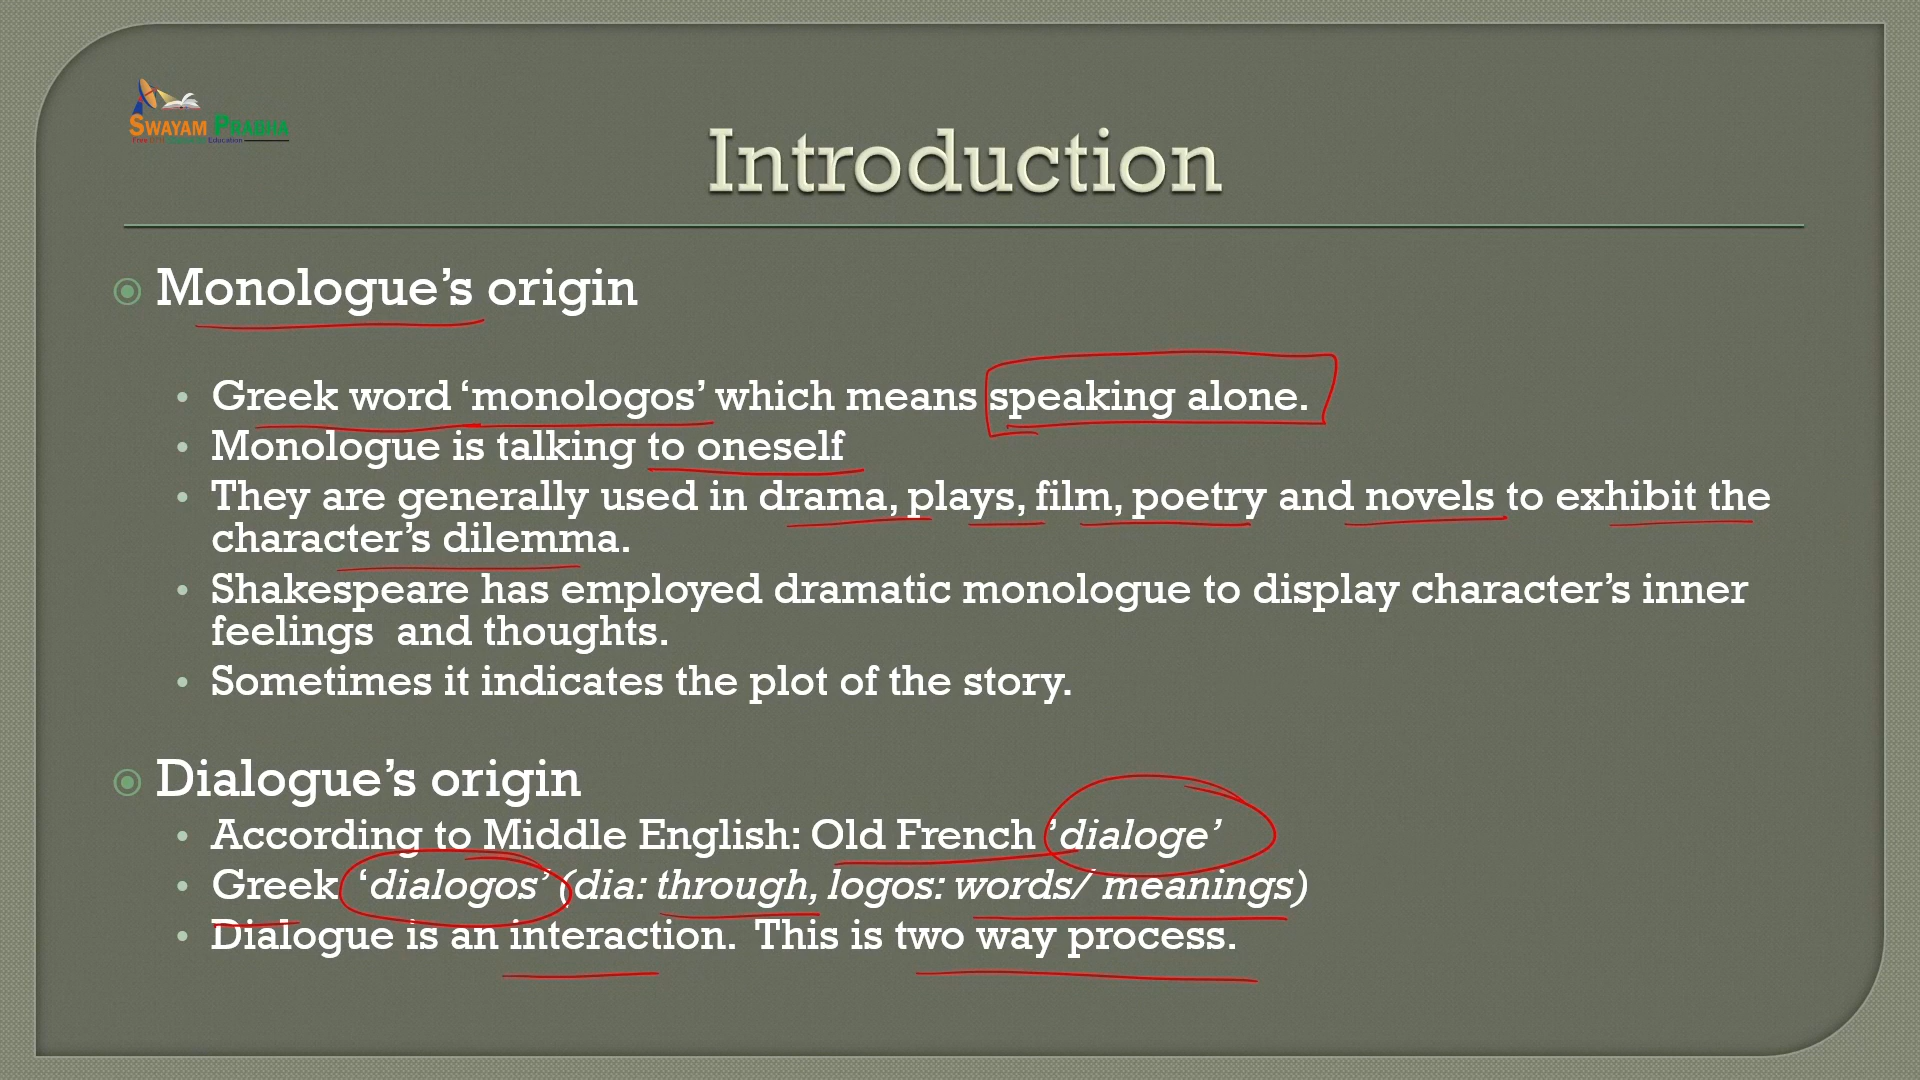 SWAYAM PRABHA
Education
Introduction
Monologue’s origin
Greek word ‘monologos’ which means speaking alone.
Monologue is talking to oneself
They are generally used in drama, plays, film, poetry and novels to exhibit the
character’s dilemma.
Shakespeare has employed dramatic monologue to display character’s inner
feelings  and thoughts.
Sometimes it indicates the plot of the story.
Dialogue’s origin
According to Middle English: Old French ’dialoge’
Greek  ‘dialogos’ (dia: through, logos: words/ meanings)
Dialogue is an interaction.  This is two way process.